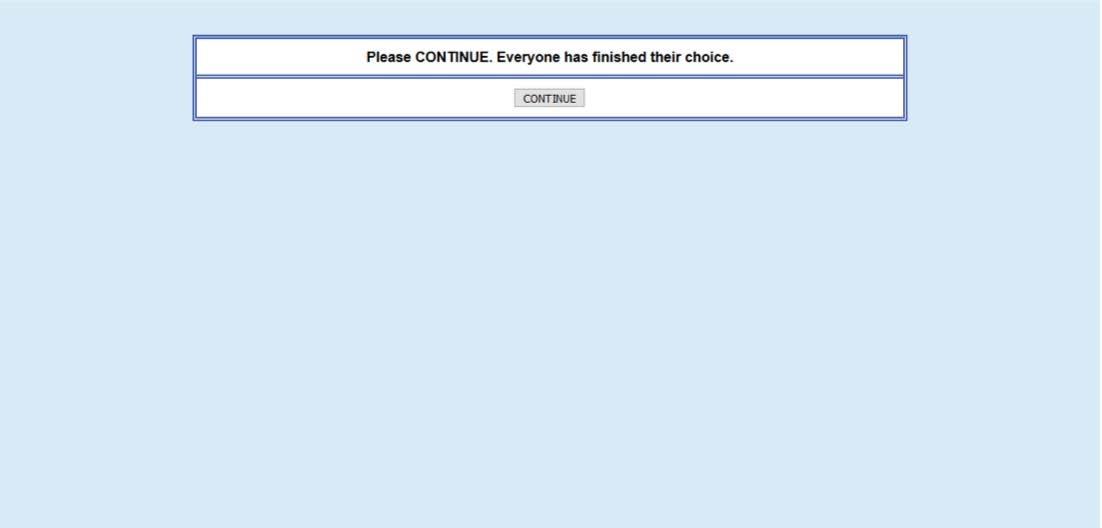 Please CONTINUE. Everyone has finished their choice.
CONTINUE